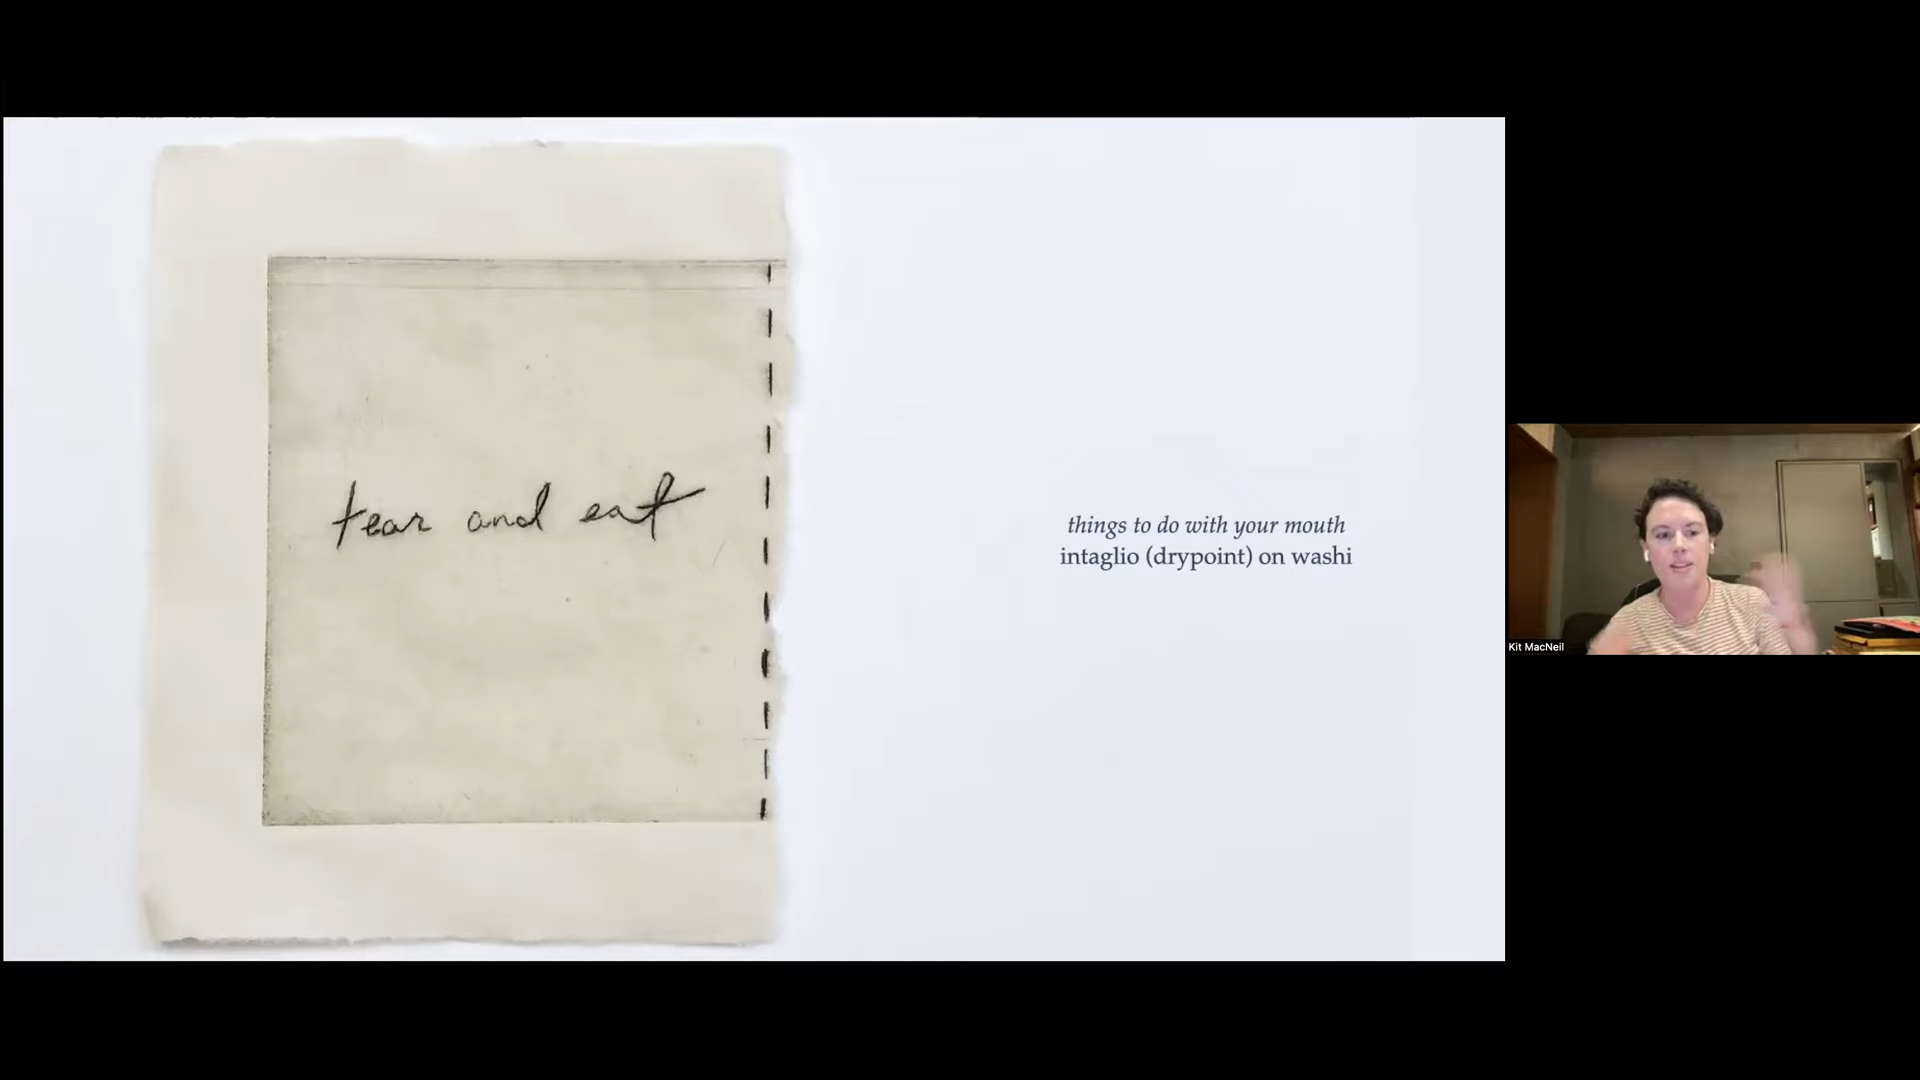 tear and eat
things to do with your mouth
intaglio (drypoint) on washi
Kit MacNeil